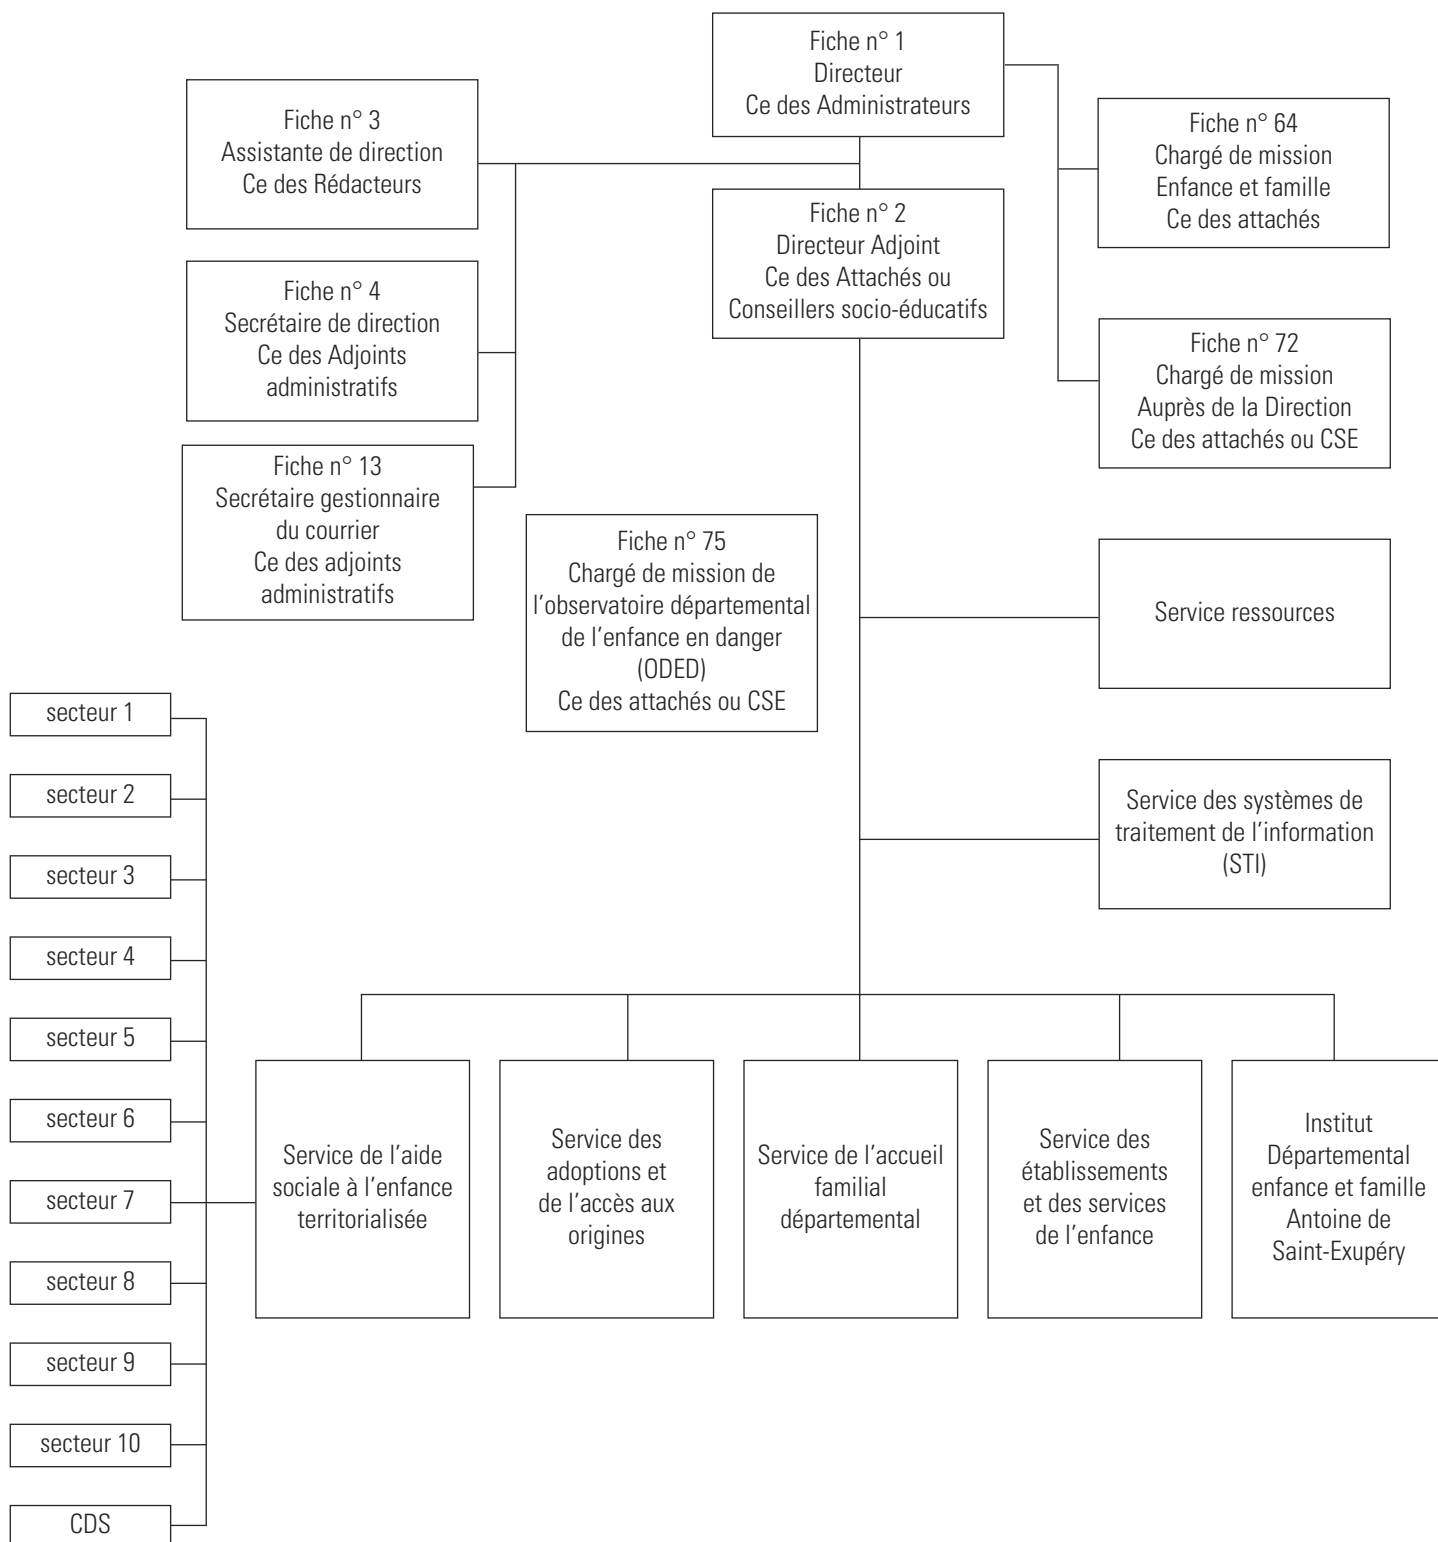 Fiche n° 1
Directeur
Ce des Administrateurs
Fiche n° 3
Assistante de direction
Ce des Rédacteurs
Fiche n° 64
Chargé de mission
Enfance et famille
Ce des attachés
Fiche n° 2
Directeur Adjoint
Ce des Attachés ou
Conseillers socio-éducatifs
Fiche n° 4
Secrétaire de direction
Ce des Adjoints
administratifs
Fiche n° 72
Chargé de mission
Auprès de la Direction
Ce des attachés ou CSE
Fiche n° 13
Secrétaire gestionnaire
du courrier
Ce des adjoints
administratifs
Fiche n° 75
Chargé de mission de
l'observatoire départemental
de l'enfance en danger
(ODED)
Ce des attachés ou CSE
Service ressources
Service des systèmes de
traitement de l'information
(STI)
secteur 1
secteur 2
secteur 3
secteur 4
secteur 5
secteur 6
secteur 7
secteur 8
secteur 9
secteur 10
CDS
Service de l'aide
sociale à l'enfance
territorialisée
Service des
adoptions et
de l'accès aux
origines
Service de l'accueil
familial
départemental
Service des
établissements
et des services
de l'enfance
Institut
Départemental
enfance et famille
Antoine de
Saint-Exupéry